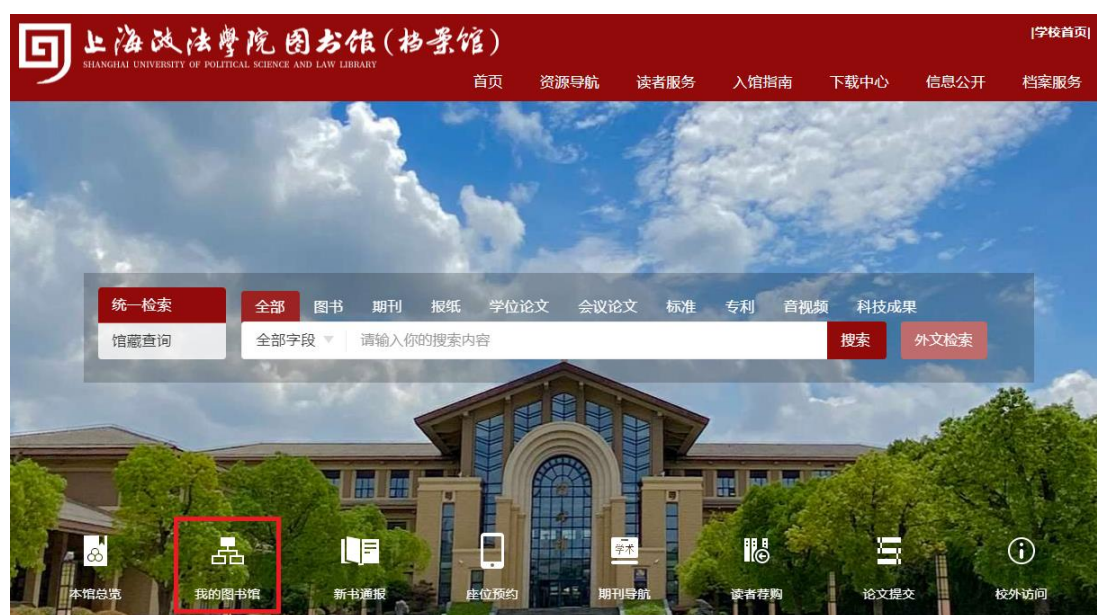 |学校首页|
上海政法學院图书馆(档案馆)
SHANGHAI UNIVERSITY OF POLITICAL SCIENCE AND LAW LIBRARY
首页 资源导航 读者服务 入馆指南 下载中心 信息公开 档案服务
统一检索 全部 图书 期刊 报纸 学位论文 会议论文 标准 专利 音视频 科技成果
馆藏查询 全部字段 请输入你的搜索内容 搜索 外文检索
学术
本馆总览 我的图书馆 新书通报 座位预约 期刊导航 读者荐购 论文提交 校外访问